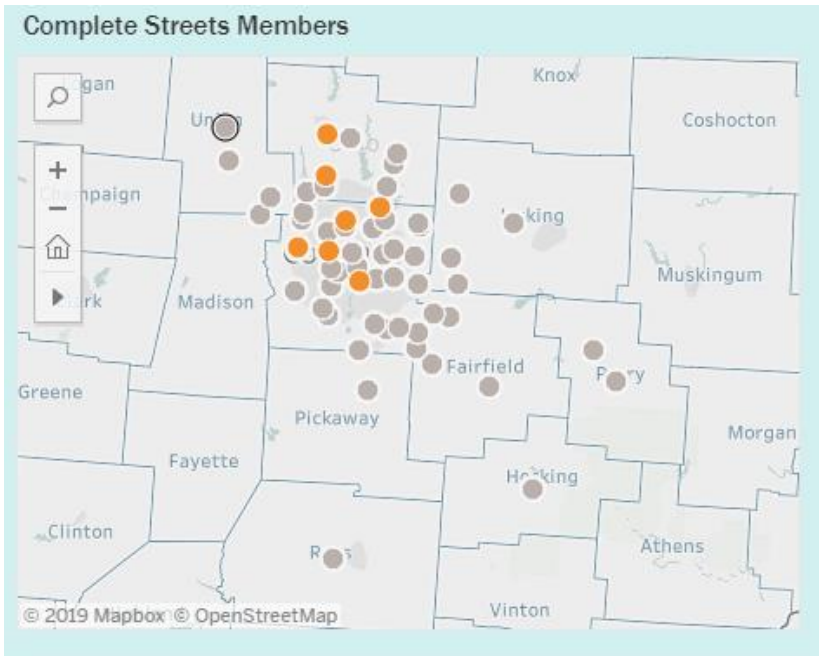 Complete Streets Members
Knox
Coshocton
Muskingum
Madison
Greene
Fairfield
Pickaway
Morgan
Fayette
Clinton
Athens
Vinton
© 2019 Mapbox © OpenStreetMap